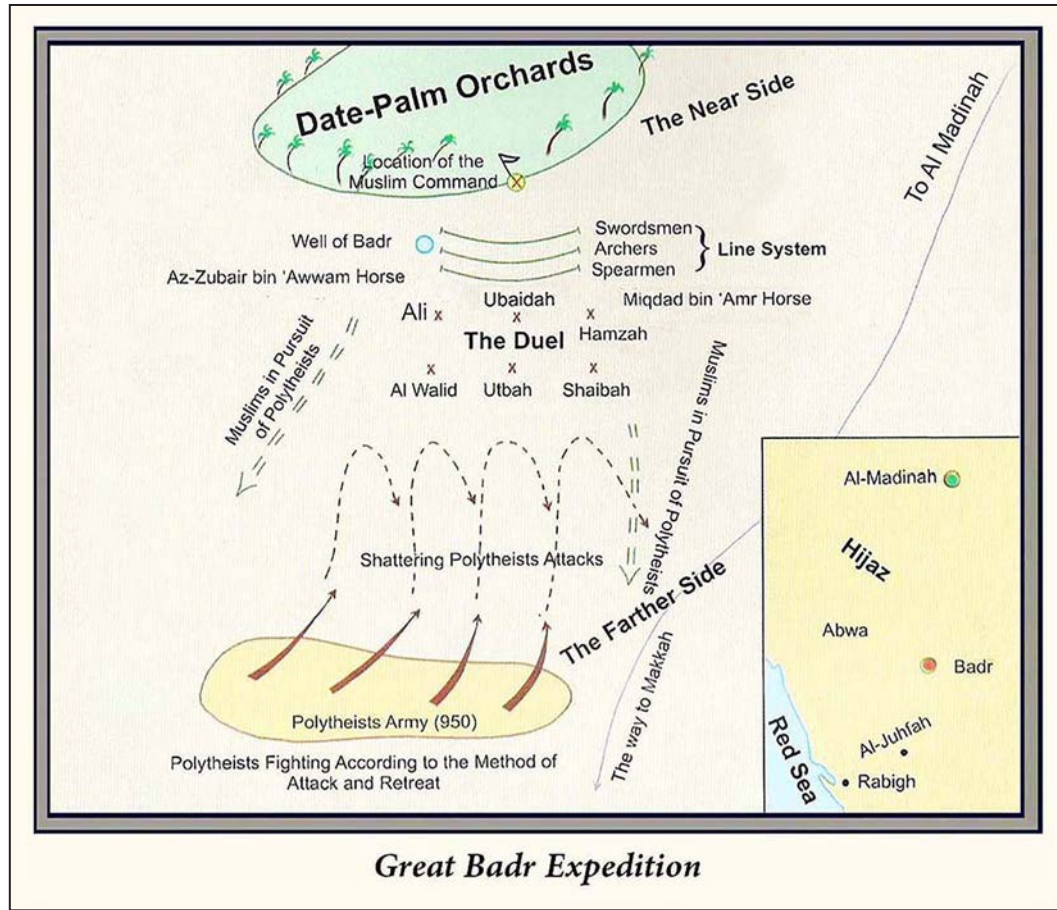 Date-Palm Orchards
The Near Side
To Al Madinah
Location of the
Muslim Command
Well of Badr
Swordsmen
Archers
Spearmen
Line System
Az-Zubair bin 'Awwam Horse
Miqdad bin 'Amr Horse
Ali
Ubaidah
Hamzah
The Duel
Al Walid
Utbah
Shaibah
Muslims in Pursuit
of Polytheists
Muslims in Pursuit of Polytheists
Shattering Polytheists Attacks
The Farther Side
Polytheists Army (950)
Polytheists Fighting According to the Method of
Attack and Retreat
The way to Makkah
Al-Madinah
Hijaz
Abwa
Badr
Al-Juhfah
Rabigh
Red Sea
Great Badr Expedition